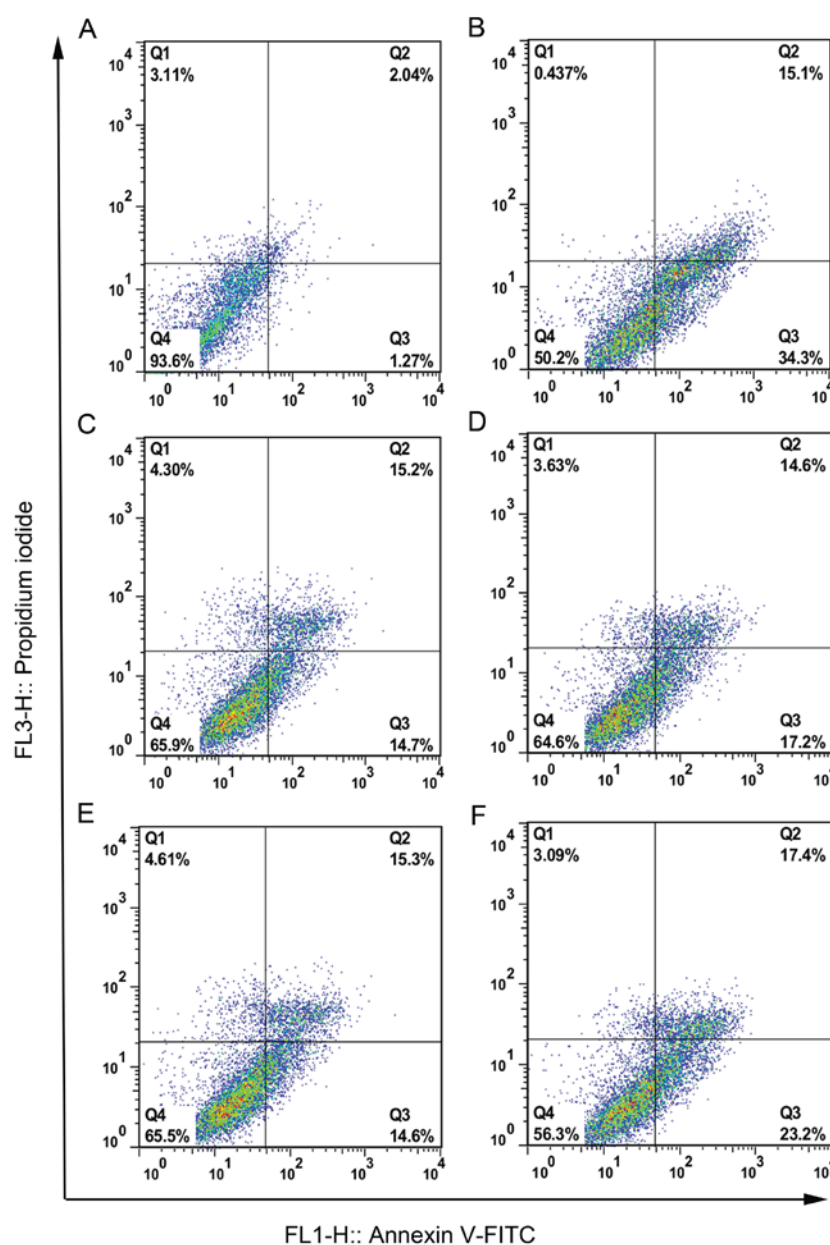 A
Q1
3.11%
Q2
2.04%
10^4
10^3
10^2
10^1
10^0
Q4
93.6%
Q3
1.27%
10^0 10^1 10^2 10^3 10^4
B
Q1
0.437%
Q2
15.1%
10^4
10^3
10^2
10^1
10^0
Q4
50.2%
Q3
34.3%
10^0 10^1 10^2 10^3 10^4
C
Q1
4.30%
Q2
15.2%
10^4
10^3
10^2
10^1
10^0
Q4
65.9%
Q3
14.7%
10^0 10^1 10^2 10^3 10^4
D
Q1
3.63%
Q2
14.6%
10^4
10^3
10^2
10^1
10^0
Q4
64.6%
Q3
17.2%
10^0 10^1 10^2 10^3 10^4
E
Q1
4.61%
Q2
15.3%
10^4
10^3
10^2
10^1
10^0
Q4
65.5%
Q3
14.6%
10^0 10^1 10^2 10^3 10^4
F
Q1
3.09%
Q2
17.4%
10^4
10^3
10^2
10^1
10^0
Q4
56.3%
Q3
23.2%
10^0 10^1 10^2 10^3 10^4
FL3-H:: Propidium iodide
FL1-H:: Annexin V-FITC